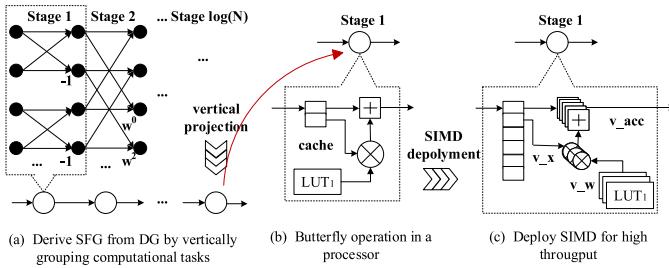 Stage 1 Stage 2 ... Stage log(N)
...
-1
...
w⁰
... -1 ... w²
vertical
projection
...
(a) Derive SFG from DG by vertically
grouping computational tasks
Stage 1
cache
LUT₁
(b) Butterfly operation in a
processor
SIMD
depolyment
Stage 1
v_acc
v_x
v_w
LUT₁
(c) Deploy SIMD for high
througput